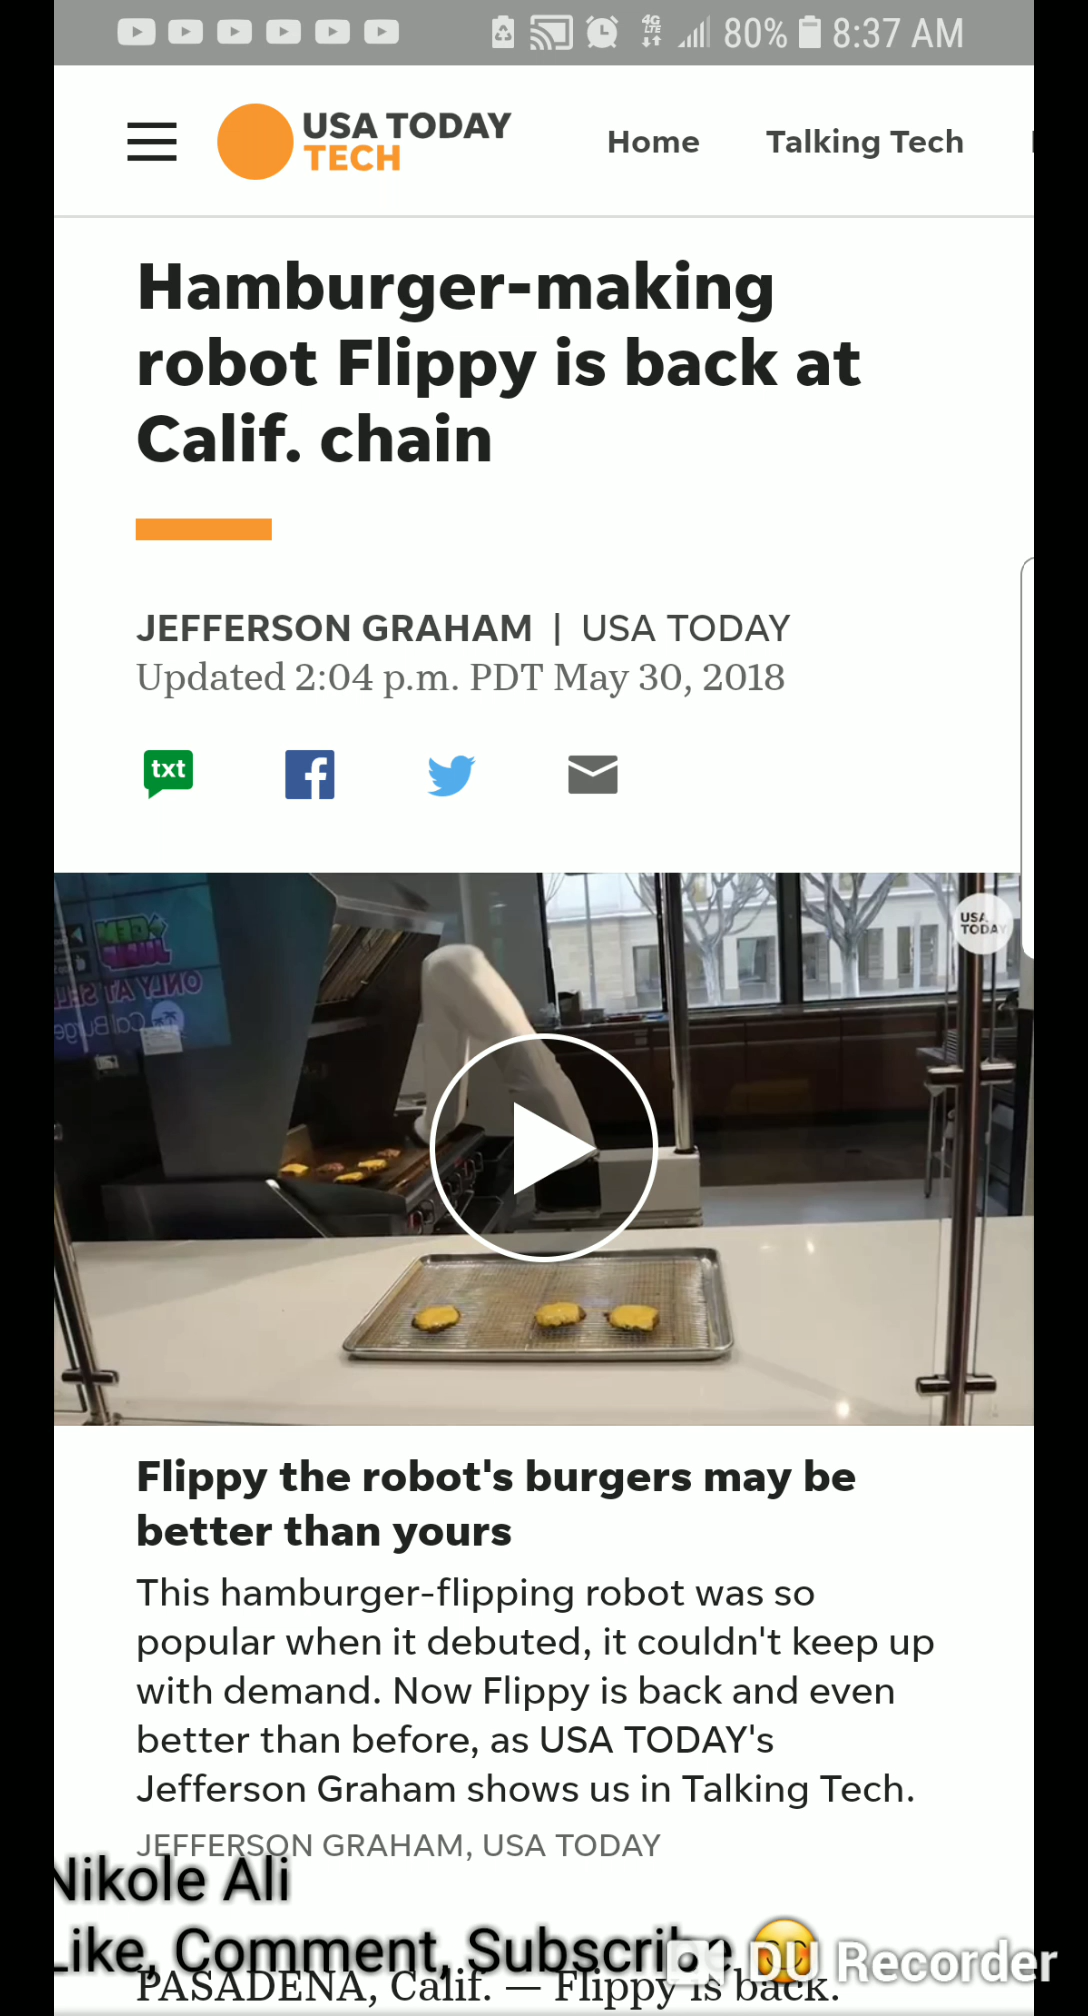 4G
LTE
80%
8:37 AM
USA TODAY
TECH
Home
Talking Tech
Hamburger-making
robot Flippy is back at
Calif. chain
JEFFERSON GRAHAM | USA TODAY
Updated 2:04 p.m. PDT May 30, 2018
txt
USA
TODAY
ONLY AT
Flippy the robot's burgers may be
better than yours
This hamburger-flipping robot was so
popular when it debuted, it couldn't keep up
with demand. Now Flippy is back and even
better than before, as USA TODAY's
Jefferson Graham shows us in Talking Tech.
JEFFERSON GRAHAM, USA TODAY
Nikole Ali
Like, Comment, Subscribe
DU Recorder
PASADENA, Calif. — Flippy is back.